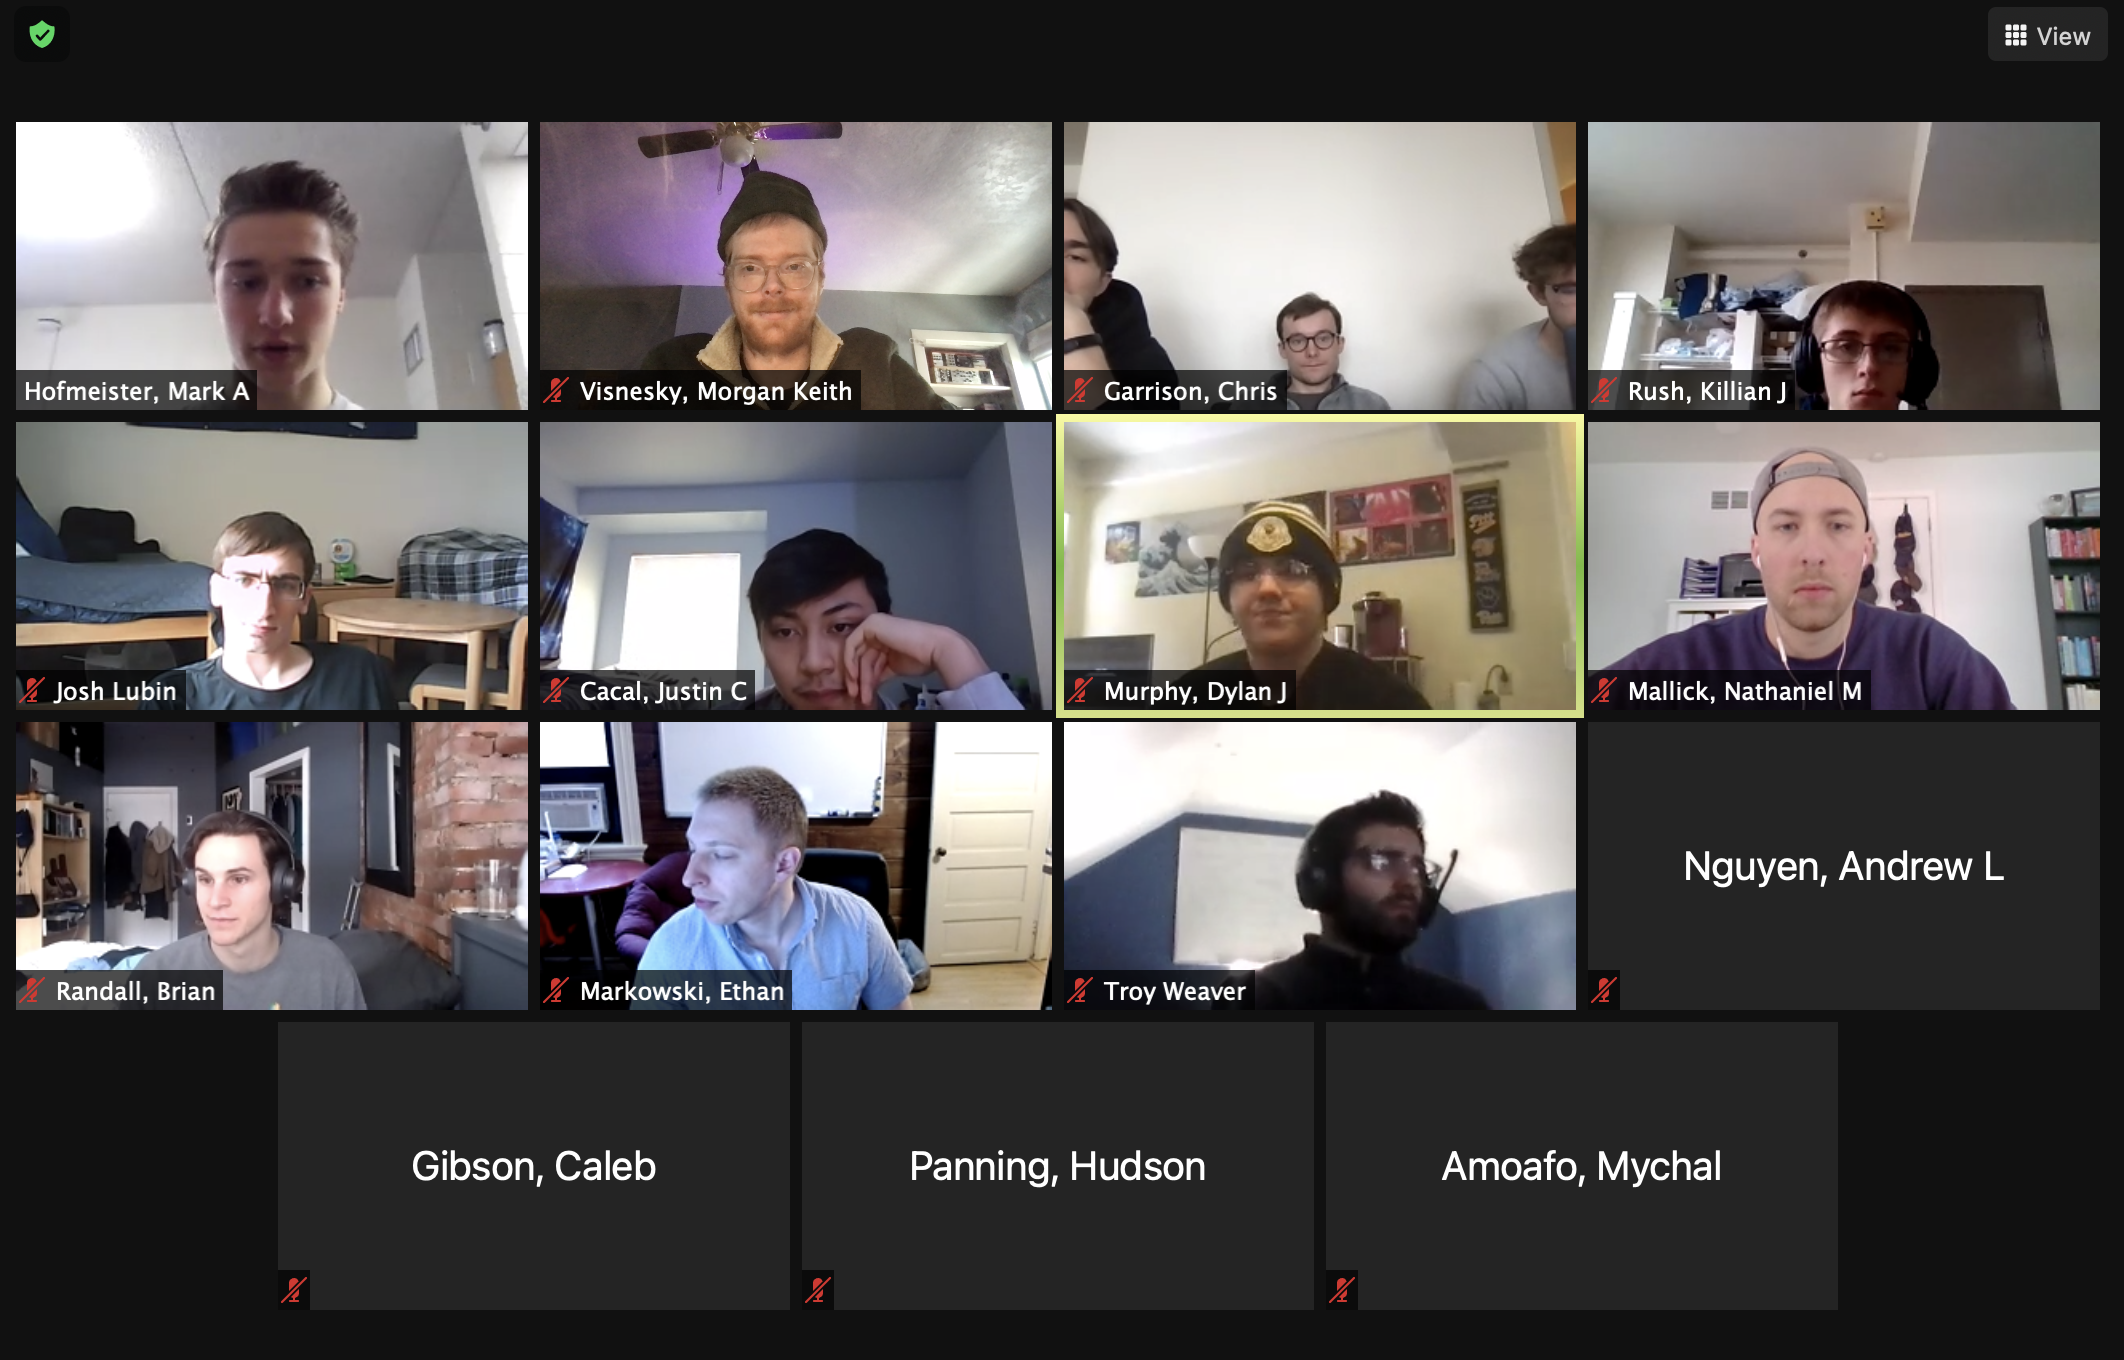 View
Hofmeister, Mark A
Visnesky, Morgan Keith
Garrison, Chris
Rush, Killian J
Josh Lubin
Cacal, Justin C
Murphy, Dylan J
Mallick, Nathaniel M
Randall, Brian
Markowski, Ethan
Troy Weaver
Nguyen, Andrew L
Gibson, Caleb
Panning, Hudson
Amoafo, Mychal